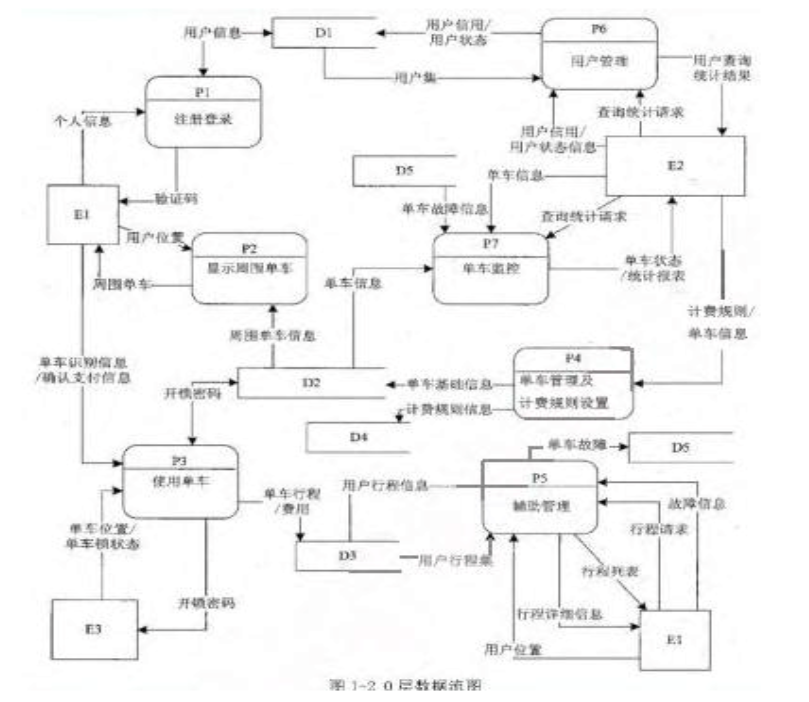 用户信息
D1
用户信用/
用户状态
P6
用户管理
用户集
用户查询
统计结果
P1
注册登录
个人信息
查询统计请求
用户信用/
用户状态信息
E2
D5
单车信息
E1
验证码
单车故障信息
查询统计请求
用户位置
P2
显示周围单车
P7
单车监控
单车状态
/统计报表
周围单车
单车信息
计费规则/
单车信息
周围单车信息
P4
单车管理及
计费规则设置
单车识别信息
/确认支付信息
D2
单车基础信息
开锁密码
计费规则信息
D4
P3
使用单车
单车故障
D5
P5
辅助管理
用户行程信息
单车行程
/费用
故障信息
行程请求
单车位置/
单车锁状态
D3
用户行程集
行程列表
开锁密码
行程详细信息
E3
E1
用户位置
图 1-2 0 层数据流图